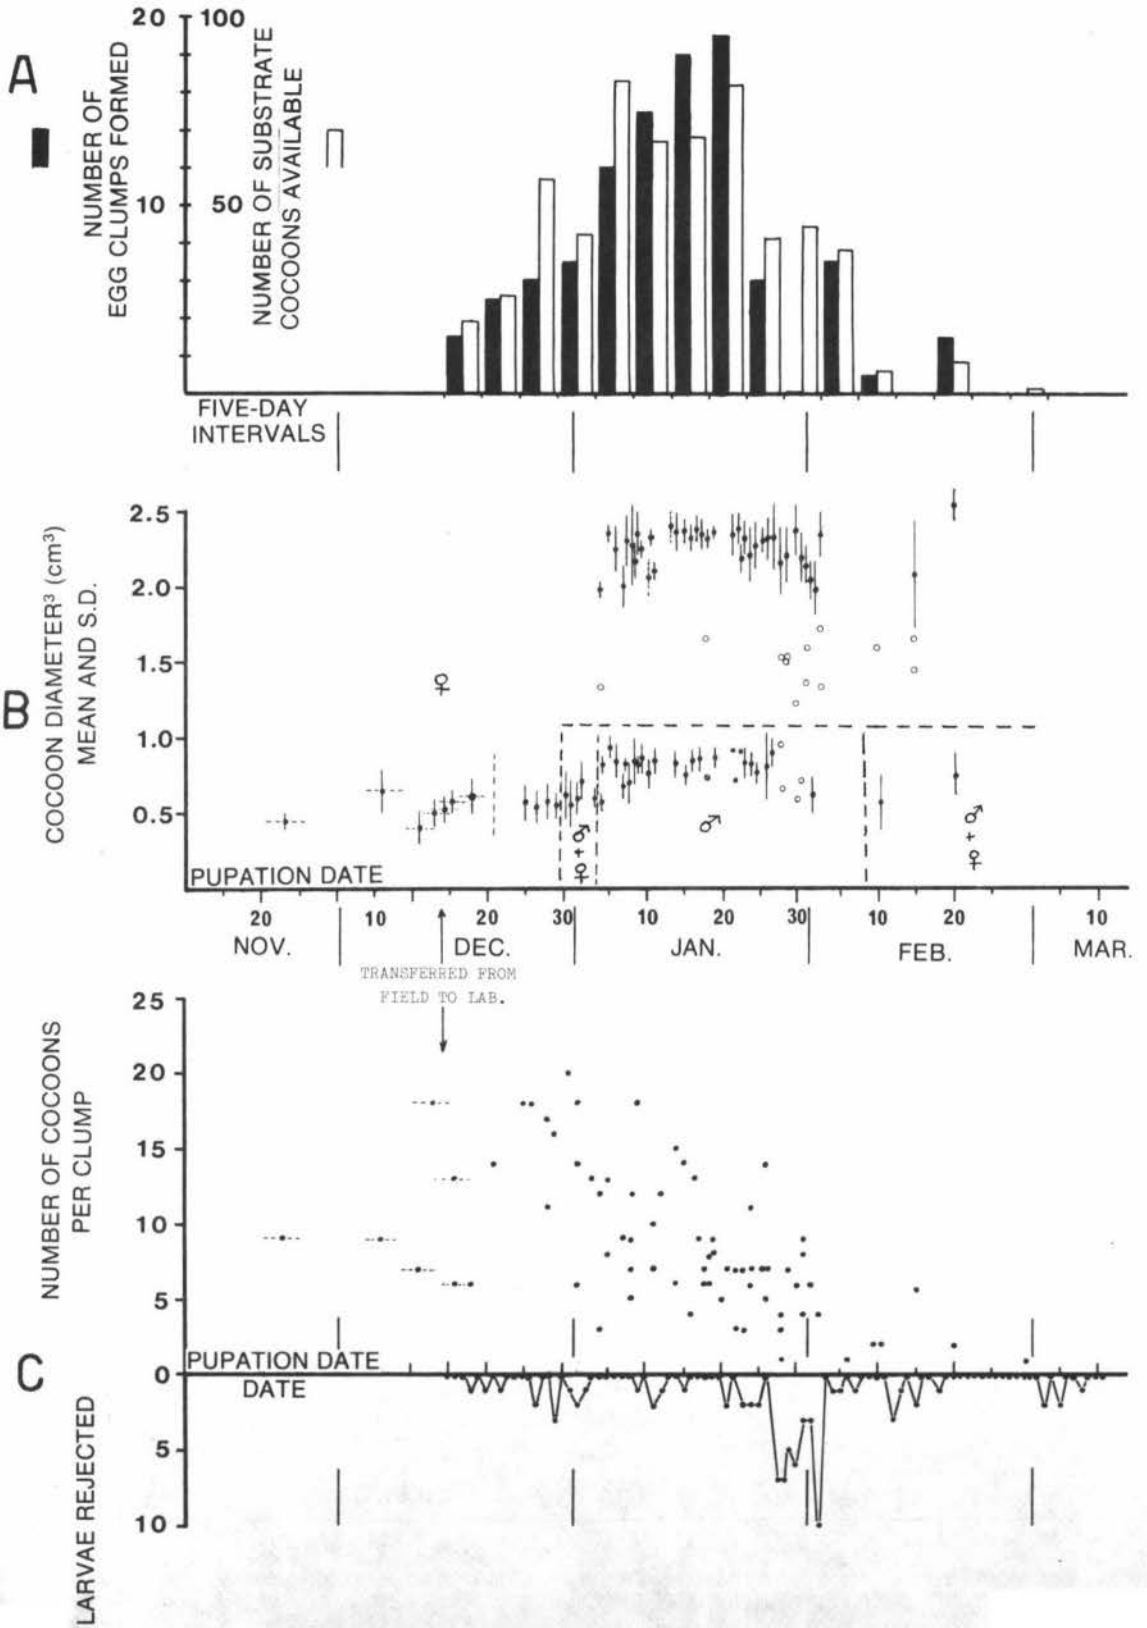 A
NUMBER OF
EGG CLUMPS FORMED
NUMBER OF SUBSTRATE
COCOONS AVAILABLE
20
10
100
50
FIVE-DAY
INTERVALS
B
COCOON DIAMETER³ (cm³)
MEAN AND S.D.
2.5
2.0
1.5
1.0
0.5
♀
♂
+
♀
♂
♂
+
♀
PUPATION DATE
20 10 20 30 10 20 30 10 20 10
NOV. DEC. JAN. FEB. MAR.
TRANSFERRED FROM
FIELD TO LAB.
C
NUMBER OF COCOONS
PER CLUMP
25
20
15
10
5
0
PUPATION DATE
DATE
LARVAE REJECTED
5
10